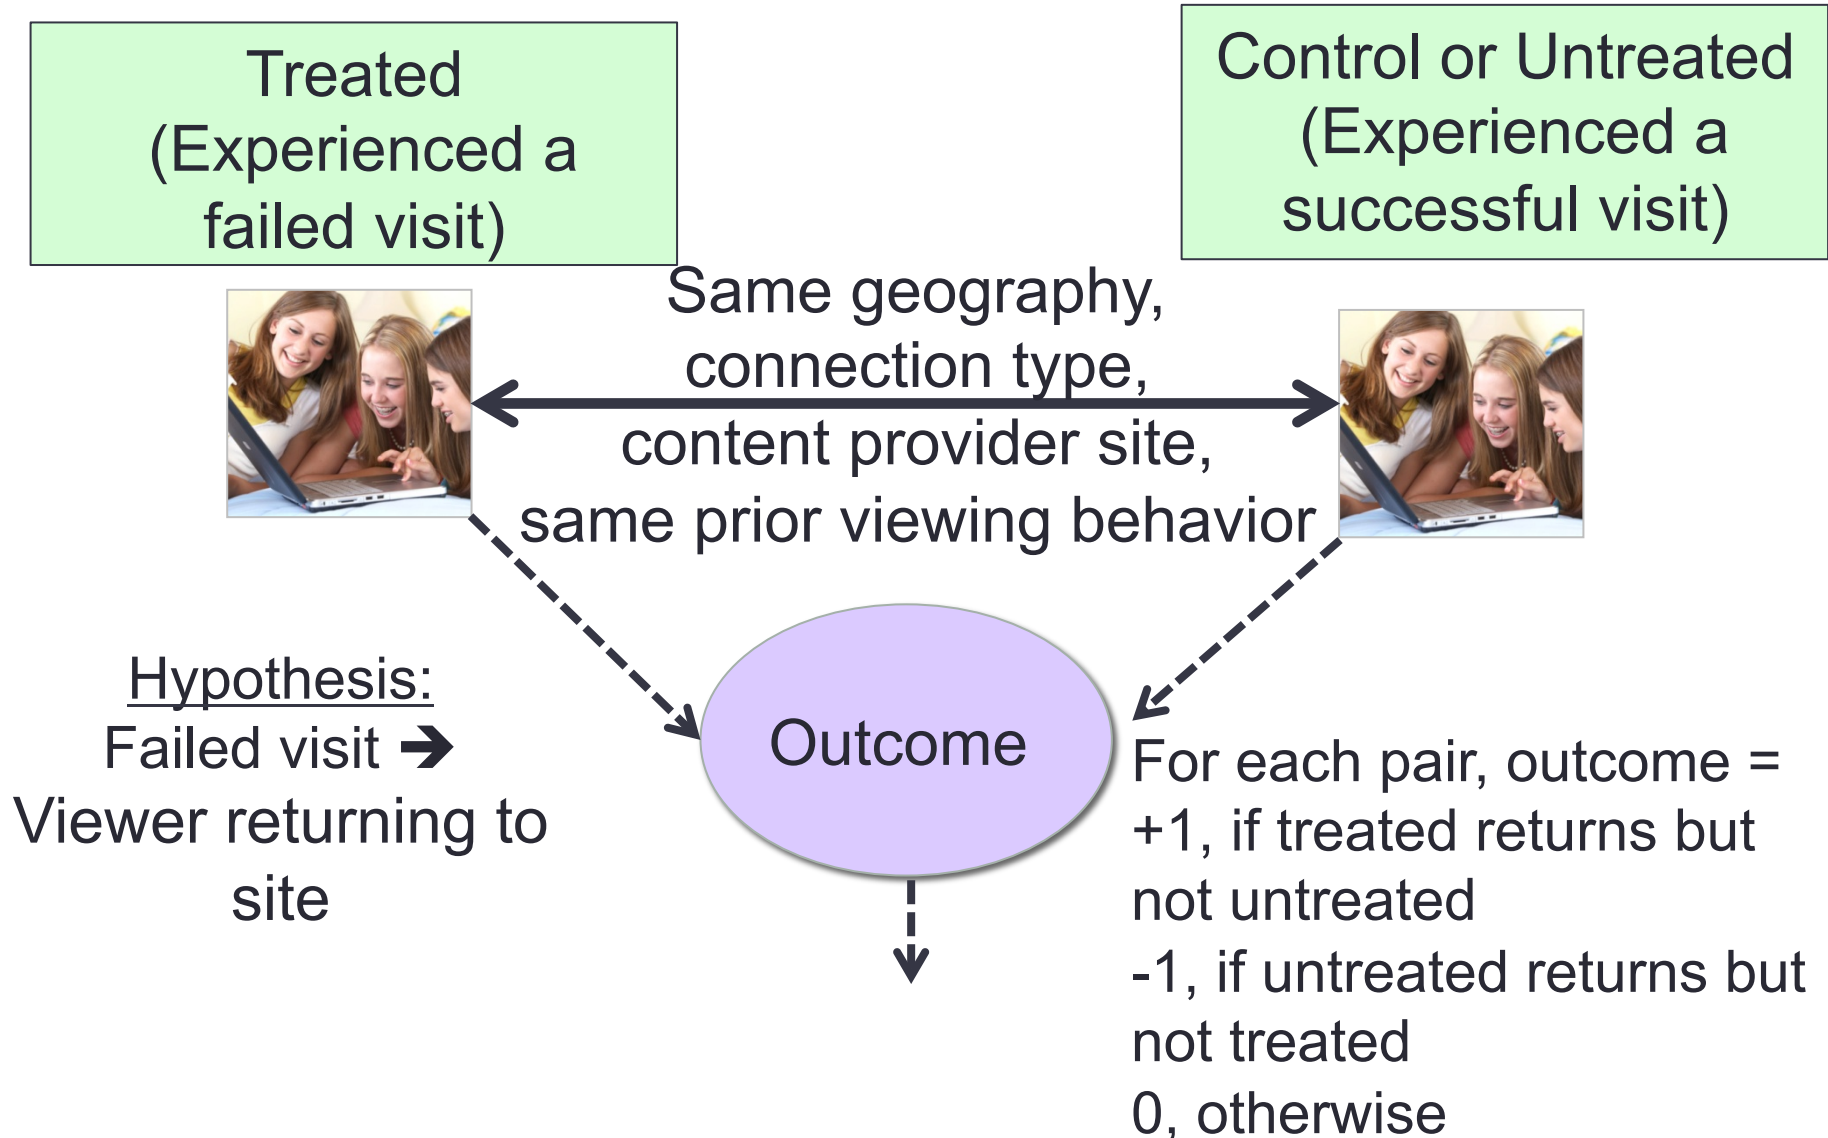 Treated
(Experienced a
failed visit)
Control or Untreated
(Experienced a
successful visit)
Same geography,
connection type,
content provider site,
same prior viewing behavior
Hypothesis:
Failed visit ➔
Viewer returning to
site
Outcome
For each pair, outcome =
+1, if treated returns but
not untreated
-1, if untreated returns but
not treated
0, otherwise